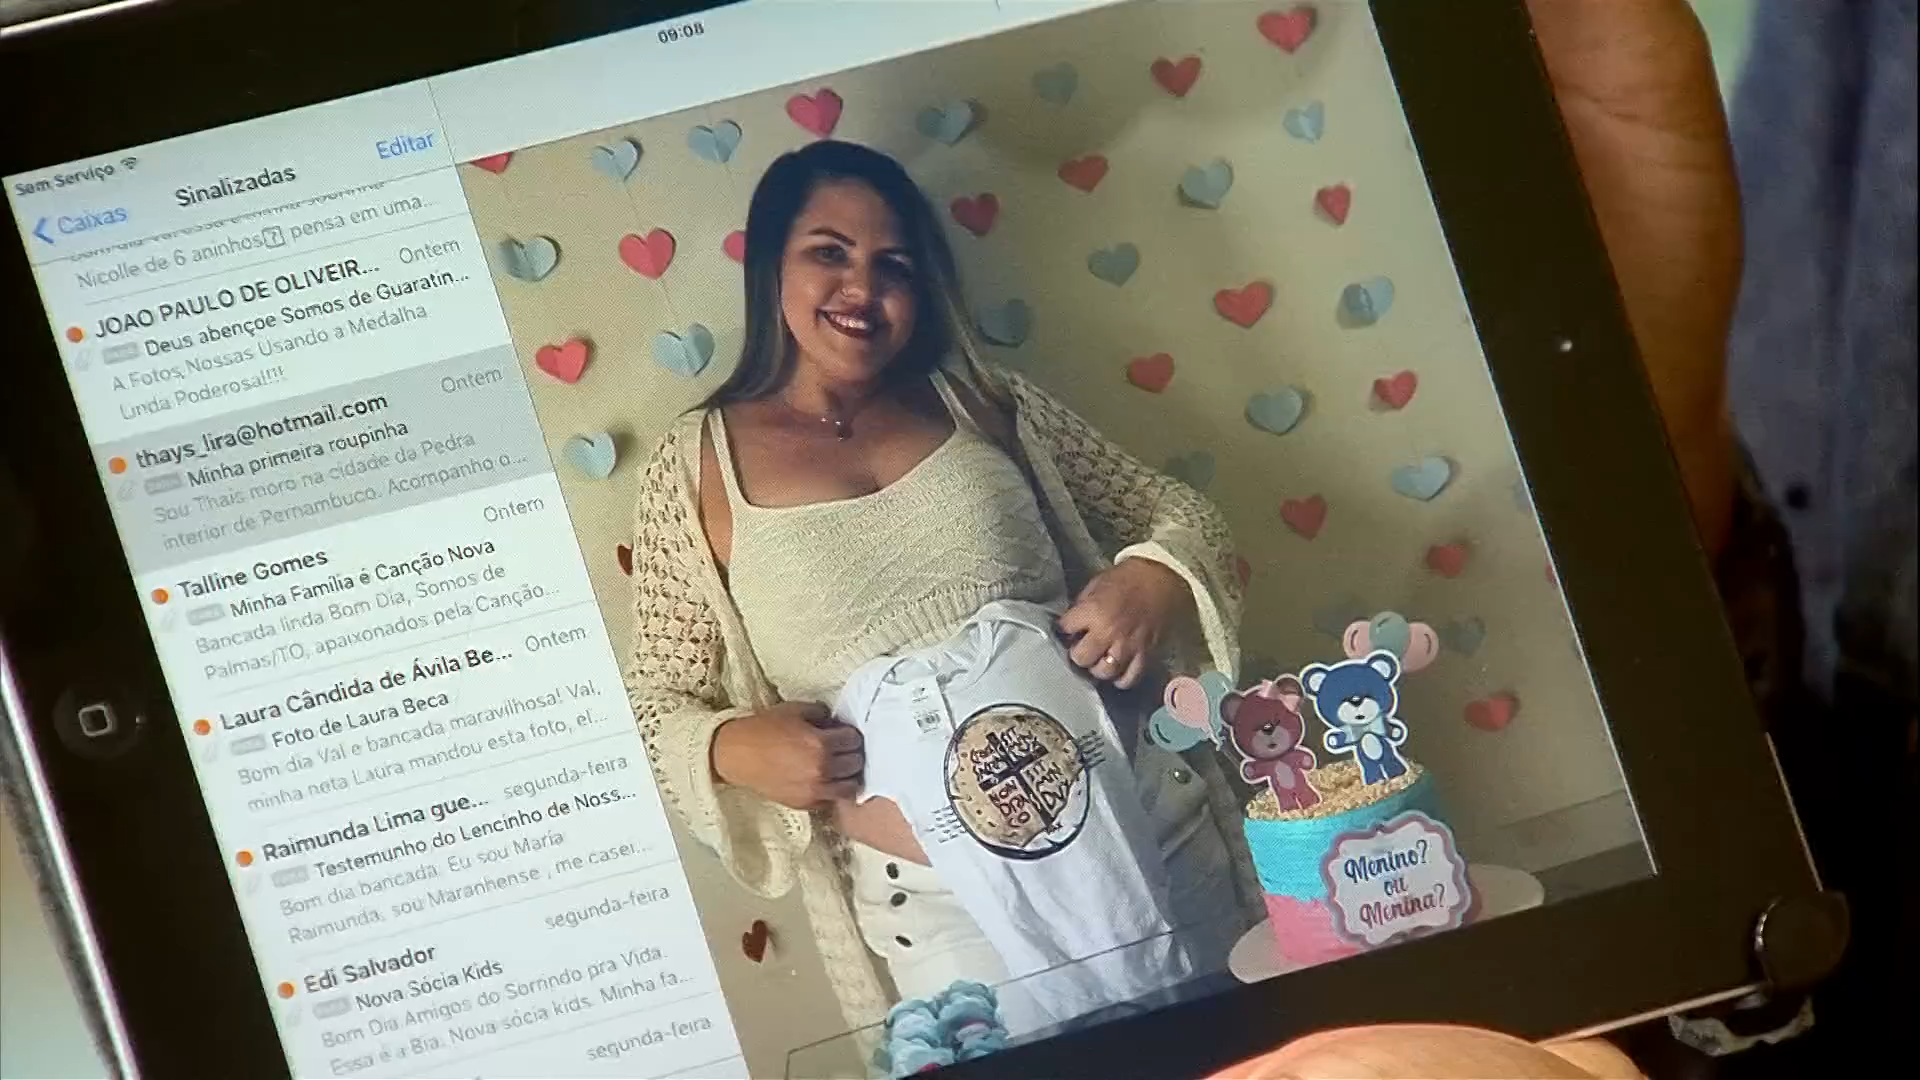 09:08
Sem Serviço
Editar
Sinalizadas
Caixas
Nicolle de 6 aninhos? pensa em uma...
Ontem
JOAO PAULO DE OLIVEIR...
Deus abençoe Somos de Guaratin...
A Fotos, Nossas Usando a Medalha
Linda Poderosa!!!!
Ontem
thays_lira@hotmail.com
Minha primeira roupinha
Sou Thais moro na cidade da Pedra
interior de Pernambuco. Acompanho o...
Ontem
Talline Gomes
Minha Família é Canção Nova
Bancada linda Bom Dia, Somos de
Palmas/TO, apaixonados pela Canção...
Ontem
Laura Cândida de Ávila Be...
Foto de Laura Beca
Bom dia Val e bancada maravilhosa! Val,
minha neta Laura mandou esta foto, el...
segunda-feira
Raimunda Lima gue...
Testemunho do Lencinho de Noss...
Bom dia bancada. Eu sou Maria
Raimunda, sou Maranhense , me casei...
segunda-feira
Edi Salvador
Nova Sócia Kids
Bom Dia Amigos do Sorrindo pra Vida.
Essa é a Bia. Nova sócia kids. Minha fa...
segunda-feira
NON
DRA
CO
Menino?
ou
Menina?